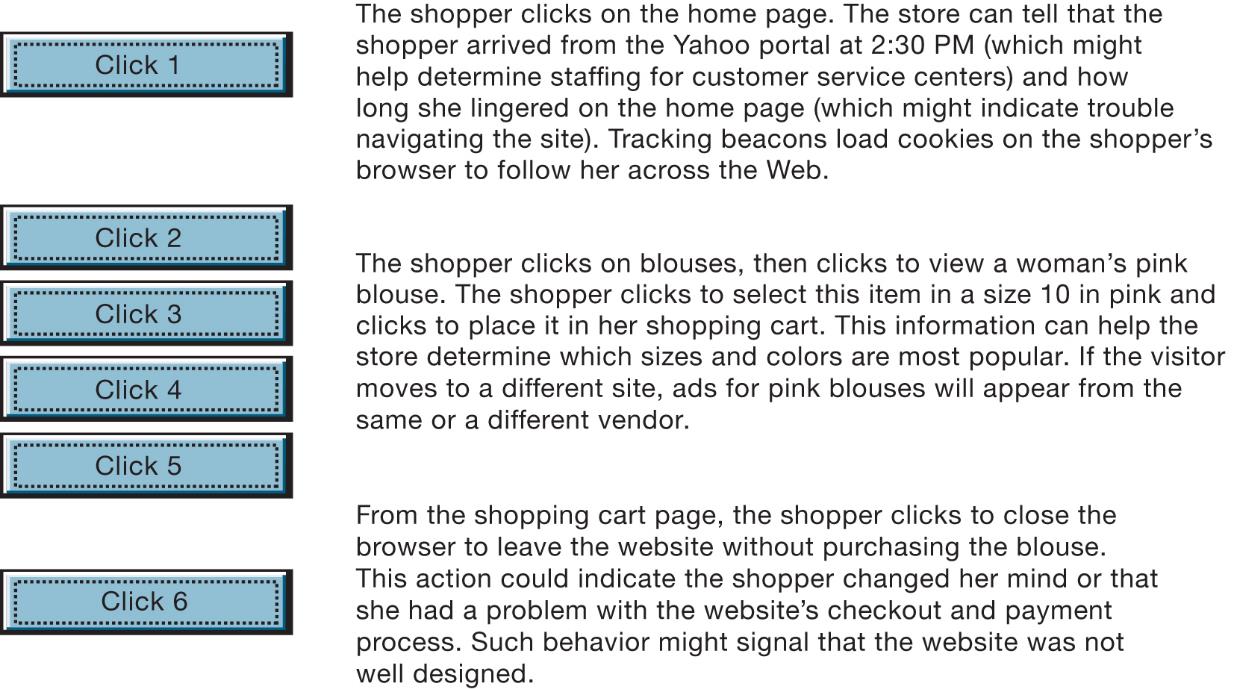 Click 1
The shopper clicks on the home page. The store can tell that the
shopper arrived from the Yahoo portal at 2:30 PM (which might
help determine staffing for customer service centers) and how
long she lingered on the home page (which might indicate trouble
navigating the site). Tracking beacons load cookies on the shopper’s
browser to follow her across the Web.
Click 2
Click 3
Click 4
Click 5
The shopper clicks on blouses, then clicks to view a woman’s pink
blouse. The shopper clicks to select this item in a size 10 in pink and
clicks to place it in her shopping cart. This information can help the
store determine which sizes and colors are most popular. If the visitor
moves to a different site, ads for pink blouses will appear from the
same or a different vendor.
Click 6
From the shopping cart page, the shopper clicks to close the
browser to leave the website without purchasing the blouse.
This action could indicate the shopper changed her mind or that
she had a problem with the website’s checkout and payment
process. Such behavior might signal that the website was not
well designed.